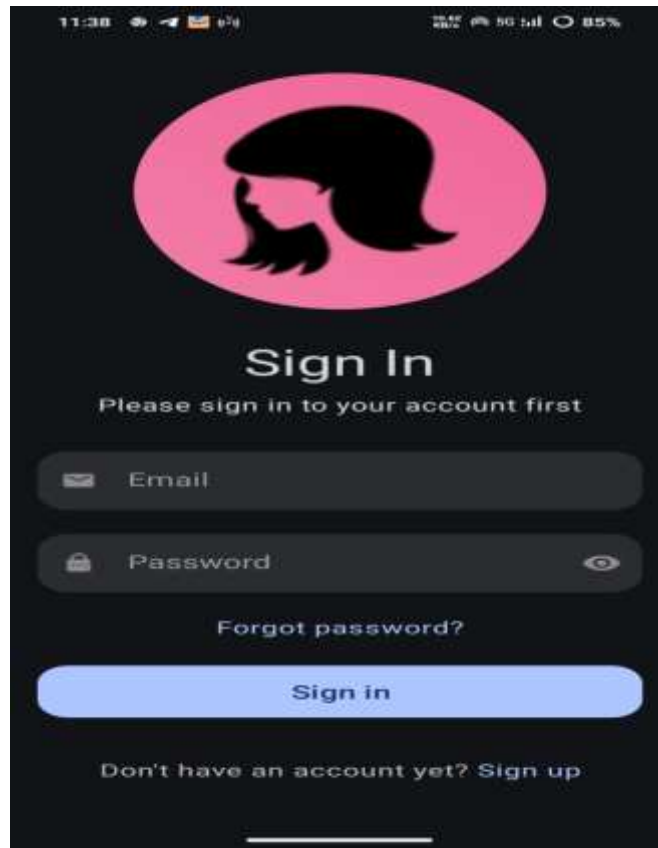 11:38 5G 85%
Sign In
Please sign in to your account first
Email
Password
Forgot password?
Sign in
Don't have an account yet? Sign up